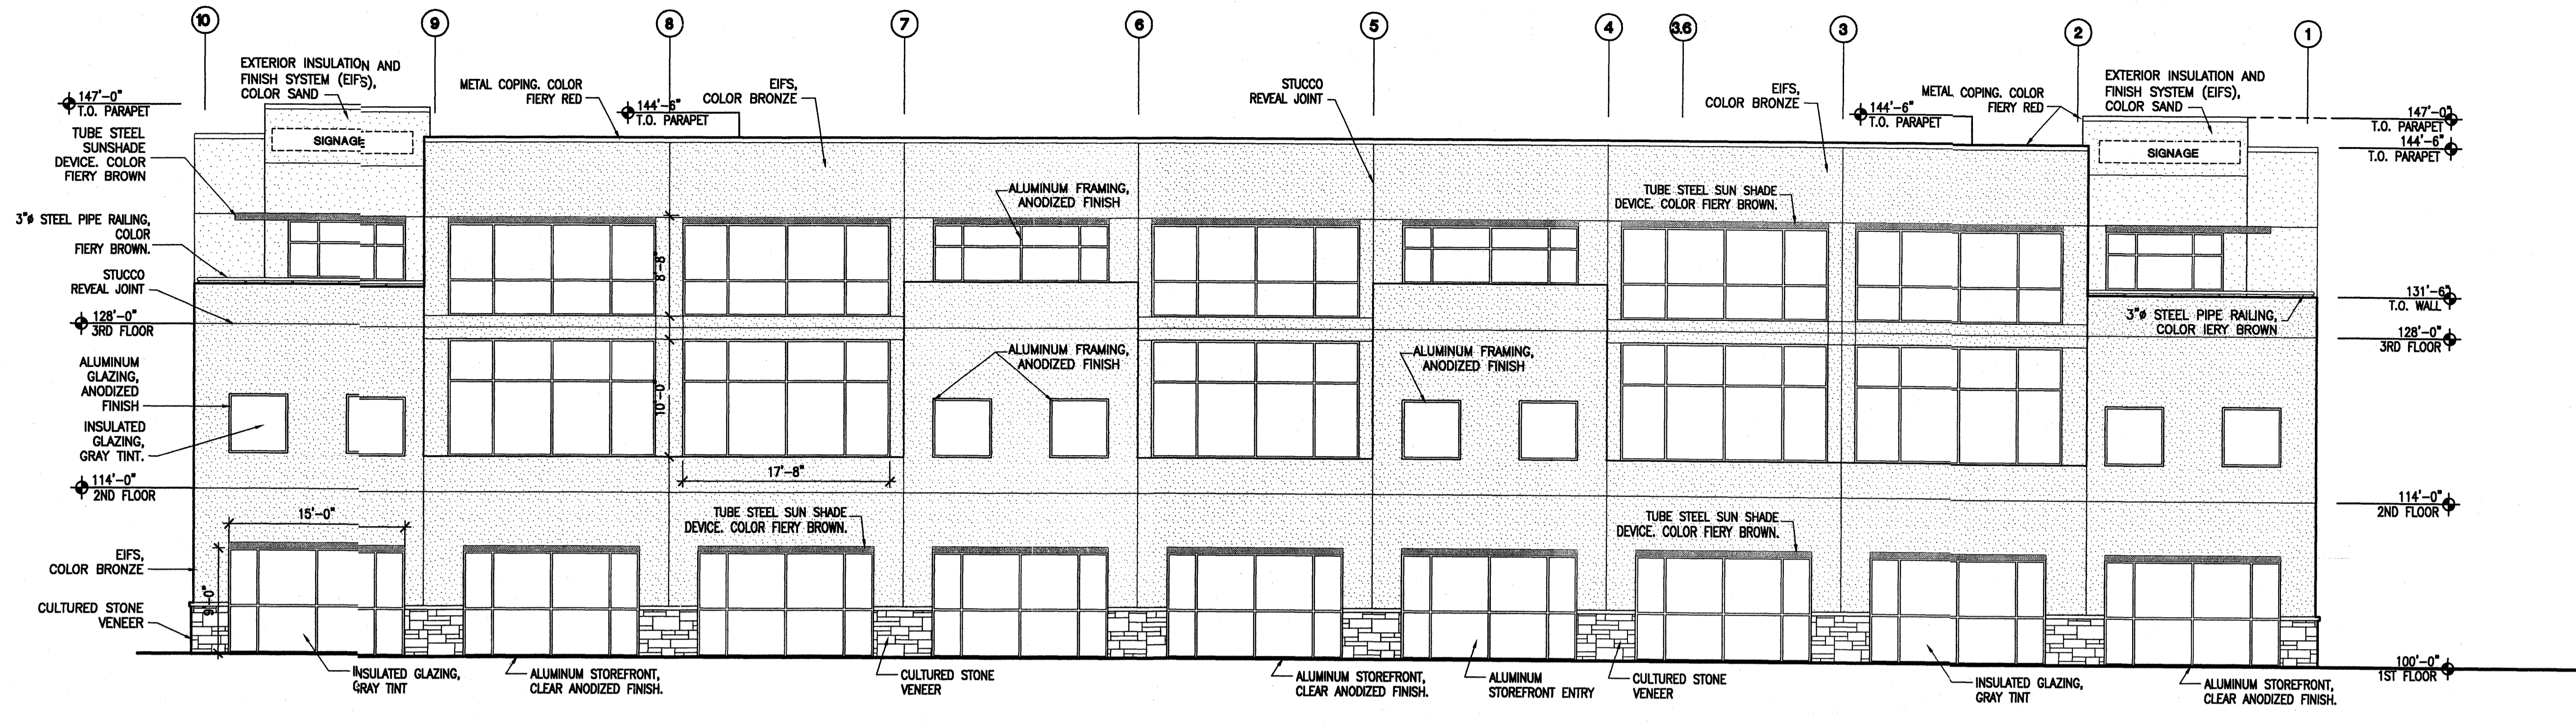 10
9
8
7
6
5
4
3.6
3
2
1
EXTERIOR INSULATION AND
FINISH SYSTEM (EIFS),
COLOR SAND
147'-0"
T.O. PARAPET
TUBE STEEL
SUNSHADE
DEVICE. COLOR
FIERY BROWN
SIGNAGE
METAL COPING. COLOR
FIERY RED
144'-6"
T.O. PARAPET
EIFS,
COLOR BRONZE
STUCCO
REVEAL JOINT
EIFS,
COLOR BRONZE
144'-6"
T.O. PARAPET
METAL COPING. COLOR
FIERY RED
EXTERIOR INSULATION AND
FINISH SYSTEM (EIFS),
COLOR SAND
SIGNAGE
147'-0"
T.O. PARAPET
144'-6"
T.O. PARAPET
3"ø STEEL PIPE RAILING,
COLOR
FIERY BROWN.
STUCCO
REVEAL JOINT
128'-0"
3RD FLOOR
ALUMINUM FRAMING,
ANODIZED FINISH
TUBE STEEL SUN SHADE
DEVICE. COLOR FIERY BROWN.
8'-8"
131'-6"
T.O. WALL
3"ø STEEL PIPE RAILING,
COLOR IERY BROWN
128'-0"
3RD FLOOR
ALUMINUM
GLAZING,
ANODIZED
FINISH
INSULATED
GLAZING,
GRAY TINT.
10'-0"
ALUMINUM FRAMING,
ANODIZED FINISH
ALUMINUM FRAMING,
ANODIZED FINISH
17'-8"
114'-0"
2ND FLOOR
114'-0"
2ND FLOOR
15'-0"
TUBE STEEL SUN SHADE
DEVICE. COLOR FIERY BROWN.
TUBE STEEL SUN SHADE
DEVICE. COLOR FIERY BROWN.
EIFS,
COLOR BRONZE
9'-0"
CULTURED STONE
VENEER
INSULATED GLAZING,
GRAY TINT
ALUMINUM STOREFRONT,
CLEAR ANODIZED FINISH.
CULTURED STONE
VENEER
ALUMINUM STOREFRONT,
CLEAR ANODIZED FINISH.
ALUMINUM
STOREFRONT ENTRY
CULTURED STONE
VENEER
INSULATED GLAZING,
GRAY TINT
ALUMINUM STOREFRONT,
CLEAR ANODIZED FINISH.
100'-0"
1ST FLOOR